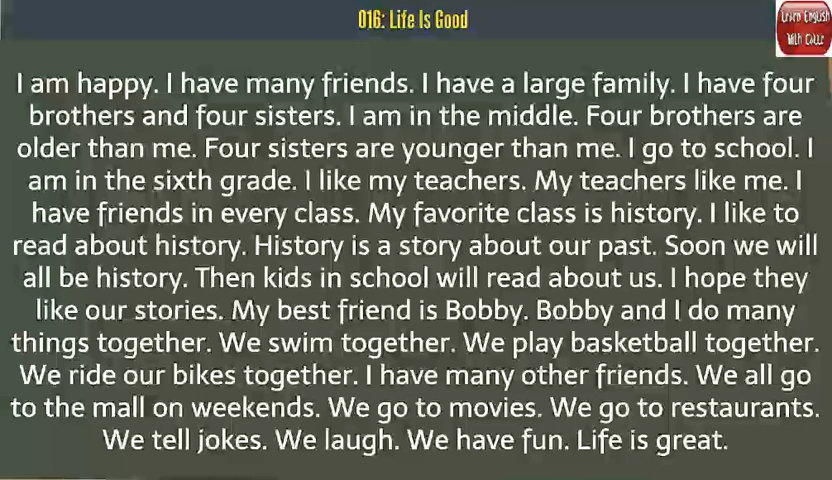 016: Life Is Good
Learn English
With Collz
I am happy. I have many friends. I have a large family. I have four
brothers and four sisters. I am in the middle. Four brothers are
older than me. Four sisters are younger than me. I go to school. I
am in the sixth grade. I like my teachers. My teachers like me. I
have friends in every class. My favorite class is history. I like to
read about history. History is a story about our past. Soon we will
all be history. Then kids in school will read about us. I hope they
like our stories. My best friend is Bobby. Bobby and I do many
things together. We swim together. We play basketball together.
We ride our bikes together. I have many other friends. We all go
to the mall on weekends. We go to movies. We go to restaurants.
We tell jokes. We laugh. We have fun. Life is great.